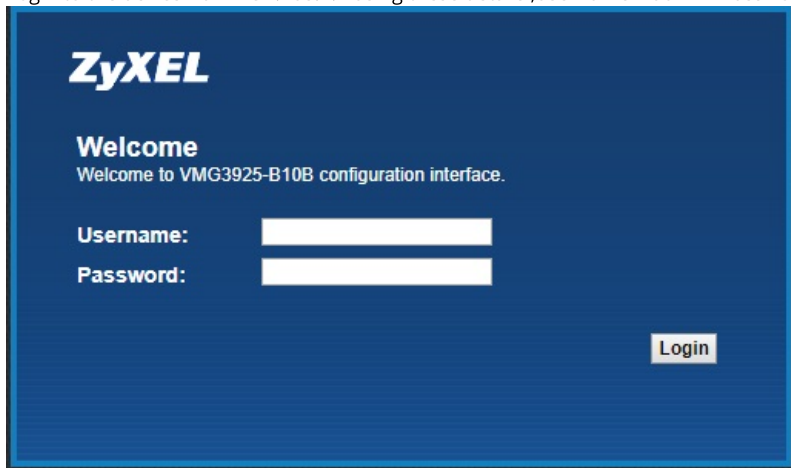 ZyXEL
Welcome
Welcome to VMG3925-B10B configuration interface.
Username:
Password:
Login